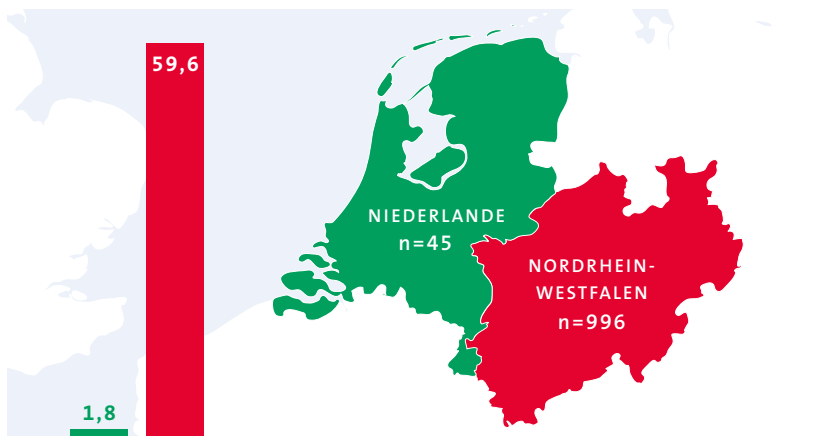 59,6
NIEDERLANDE
n=45
NORDRHEIN-
WESTFALEN
n=996
1,8